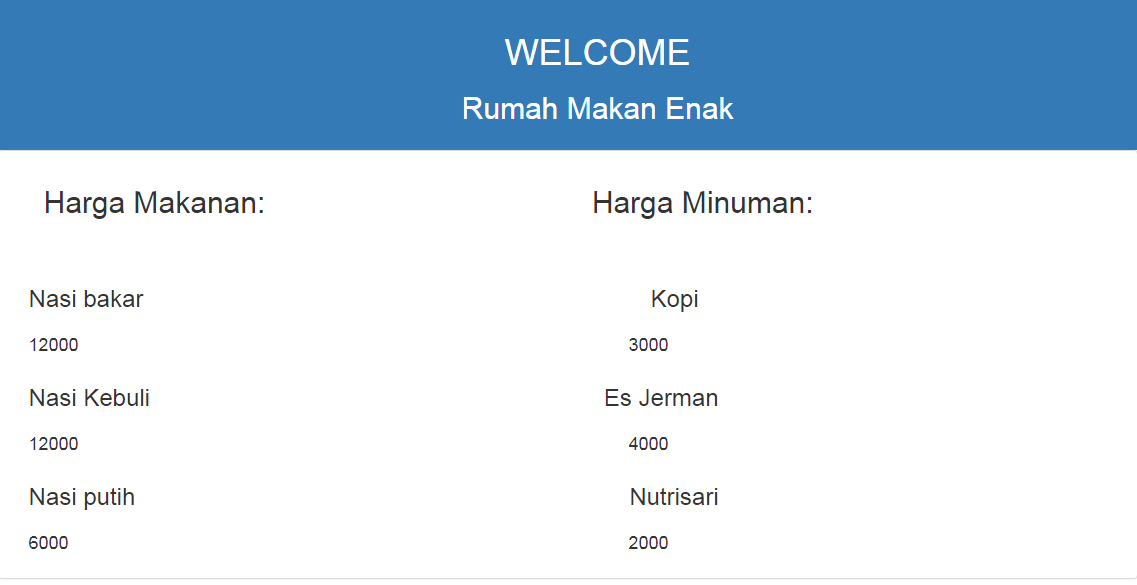 WELCOME
Rumah Makan Enak
Harga Makanan:
Nasi bakar
12000
Nasi Kebuli
12000
Nasi putih
6000
Harga Minuman:
Kopi
3000
Es Jerman
4000
Nutrisari
2000